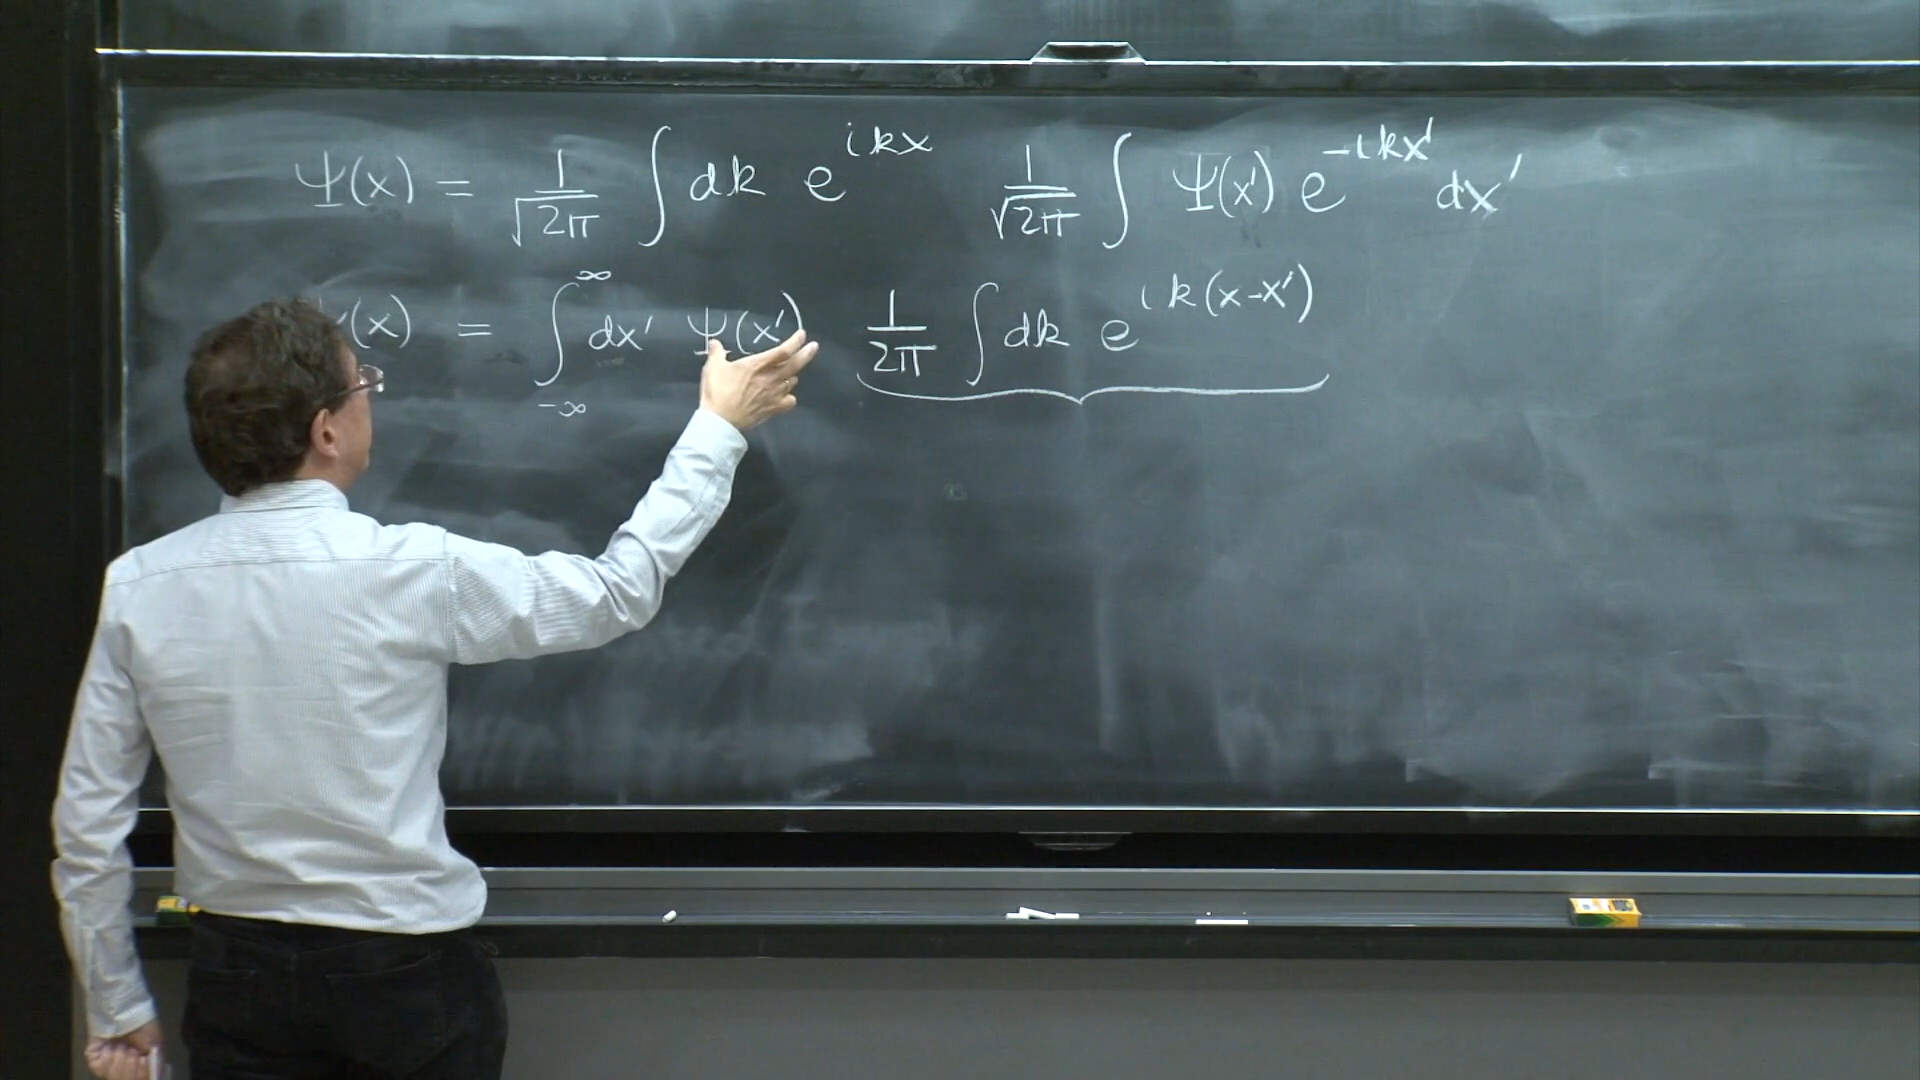 Ψ(x) = 1/√2π ∫ dk e^{ikx} 1/√2π ∫ Ψ(x') e^{-ikx'} dx'
(x) = ∫_{-∞}^{∞} dx' Ψ(x') 1/2π ∫ dk e^{ik(x-x')}